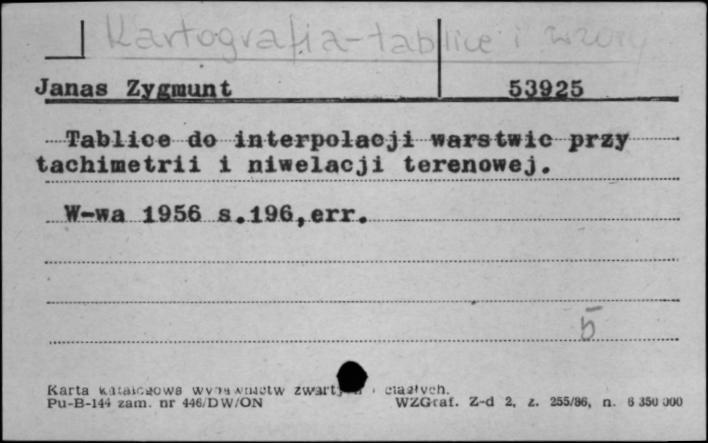 Kartografia-tablice i wzory
Janas Zygmunt 53925
Tablice do interpolacji warstwic przy
tachimetrii i niwelacji terenowej.
W-wa 1956 s.196,err.
5
Karta katalogowa wydawnictw zwartych i ciągłych.
Pu-B-144 zam. nr 446/DW/ON WZGraf. Z-d 2, z. 255/86, n. 6 350 000